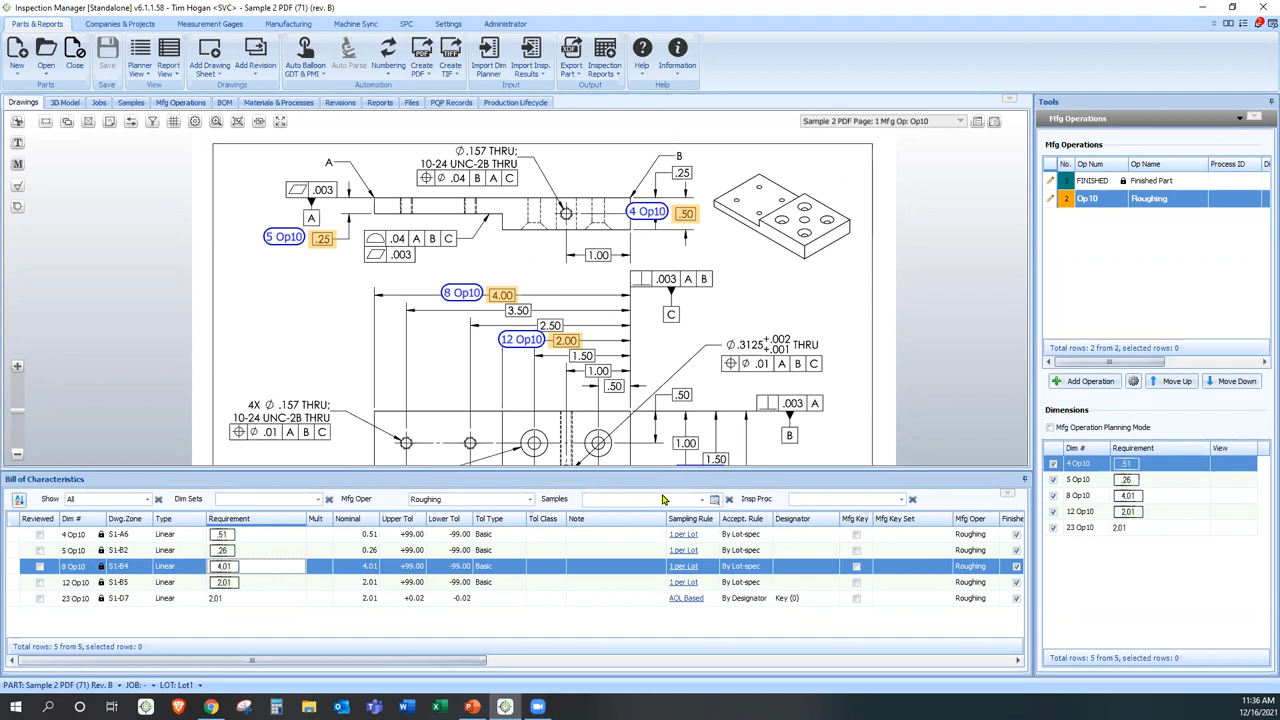 Inspection Manager [Standalone] v6.1.1.58 - Tim Hogan <SVC> - Sample 2 PDF (71) (rev. B)
Parts & Reports Companies & Projects Measurement Gages Manufacturing Machine Sync SPC Settings Administrator
New Open Close Save Planner View Report View Add Drawing Sheet Add Revision Auto Balloon GDT & PMI Auto Parse Numbering Create PDF Create TIF Import Dim Planner Import Insp. Results Export Part Inspection Reports Help Information
Parts Save View Drawings Automation Input Output Help
Drawings 3D Model Jobs Samples Mfg Operations BOM Materials & Processes Revisions Reports Files PQP Records Production Lifecycle
Sample 2 PDF Page: 1 Mfg Op: Op10
Ø.157 THRU;
10-24 UNC-2B THRU
Ø .04 B A C
A
B
.25
.003
A
4 Op10 .50
5 Op10 .25
.04 A B C
.003
1.00
8 Op10 4.00
.003 A B
C
3.50
2.50
12 Op10 2.00
1.50
1.00
.50
Ø.3125 +.002 THRU
+.001
Ø .01 A B C
4X Ø .157 THRU;
10-24 UNC-2B THRU
Ø .01 A B C
.50
.003 A
B
1.00
1.50
Tools
Mfg Operations
Mfg Operations
No. Op Num Op Name Process ID Di
1 FINISHED Finished Part
2 Op10 Roughing
Total rows: 2 from 2, selected rows: 0
Add Operation Move Up Move Down
Dimensions
Mfg Operation Planning Mode
Dim # Requirement View
4 Op10 .51
5 Op10 .26
8 Op10 4.01
12 Op10 2.01
23 Op10 2.01
Total rows: 5 from 5, selected rows: 0
Bill of Characteristics
Show All Dim Sets Mfg Oper Roughing Samples Insp Proc
Reviewed Dim # Dwg.Zone Type Requirement Mult Nominal Upper Tol Lower Tol Tol Type Tol Class Note Sampling Rule Accept. Rule Designator Mfg Key Mfg Key Set Mfg Oper Finishe
4 Op10 S1-A6 Linear .51 0.51 +99.00 -99.00 Basic 1 per Lot By Lot-spec Roughing
5 Op10 S1-B2 Linear .26 0.26 +99.00 -99.00 Basic 1 per Lot By Lot-spec Roughing
8 Op10 S1-B4 Linear 4.01 4.01 +99.00 -99.00 Basic 1 per Lot By Lot-spec Roughing
12 Op10 S1-B5 Linear 2.01 2.01 +99.00 -99.00 Basic 1 per Lot By Lot-spec Roughing
23 Op10 S1-D7 Linear 2.01 2.01 +0.02 -0.02 AQL Based By Designator Key (0) Roughing
Total rows: 5 from 5, selected rows: 0
PART: Sample 2 PDF (71) Rev. B JOB: - LOT: Lot1
11:36 AM
12/16/2021